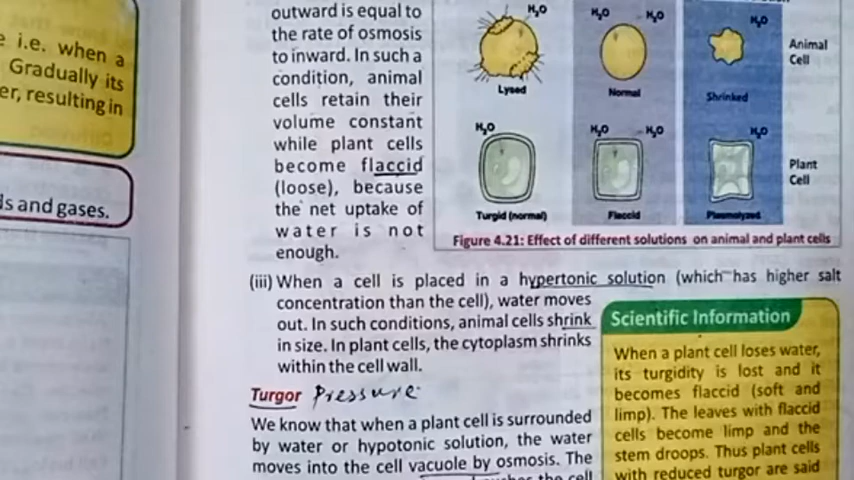 e i.e. when a
Gradually its
er, resulting in
s and gases.
outward is equal to
the rate of osmosis
to inward. In such a
condition, animal
cells retain their
volume constant
while plant cells
become flaccid
(loose), because
the net uptake of
water is not
enough.
H₂O
H₂O H₂O
H₂O
Animal
Cell
Lysed
Normal
Shrinked
H₂O
H₂O H₂O
H₂O
Plant
Cell
Turgid (normal)
Flaccid
Plasmolyzed
Figure 4.21: Effect of different solutions on animal and plant cells
(iii) When a cell is placed in a hypertonic solution (which has higher salt
concentration than the cell), water moves
out. In such conditions, animal cells shrink
in size. In plant cells, the cytoplasm shrinks
within the cell wall.
Turgor Pressure
We know that when a plant cell is surrounded
by water or hypotonic solution, the water
moves into the cell vacuole by osmosis. The
the cell
Scientific Information
When a plant cell loses water,
its turgidity is lost and it
becomes flaccid (soft and
limp). The leaves with flaccid
cells become limp and the
stem droops. Thus plant cells
with reduced turgor are said